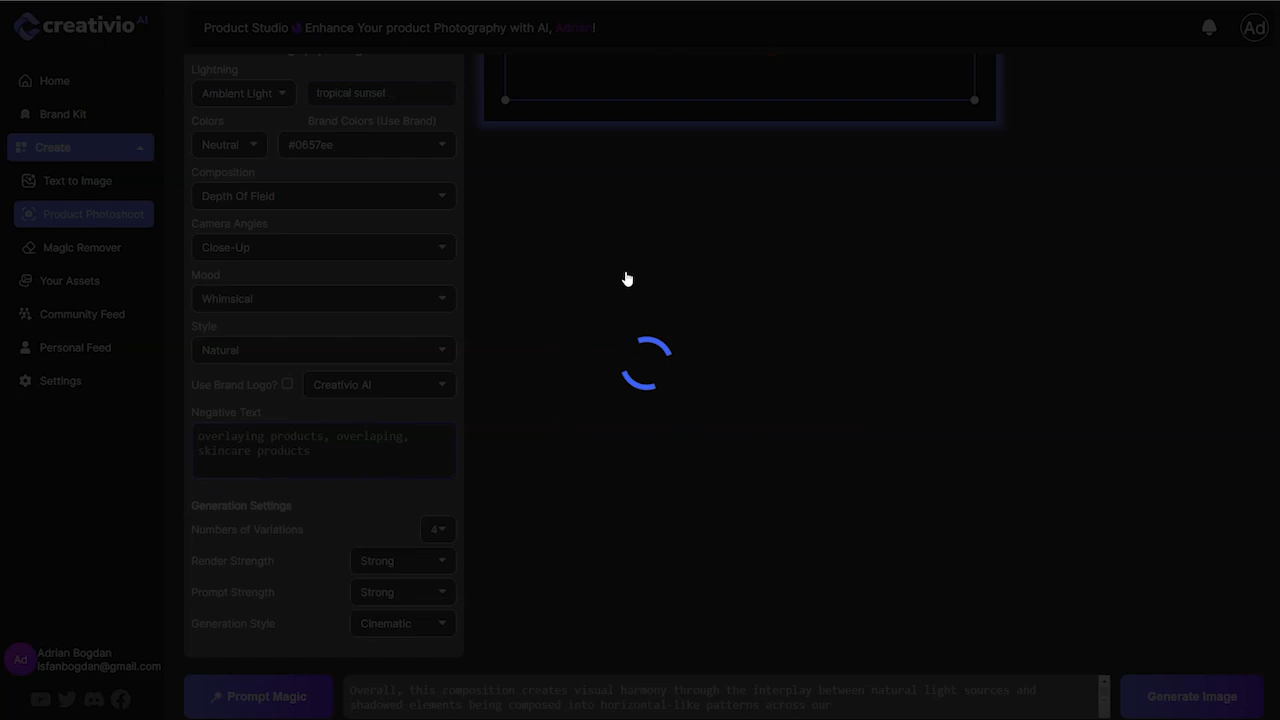 creativio AI
Product Studio Enhance Your product Photography with AI, Adrian!
Ad
Home
Brand Kit
Create
Text to Image
Product Photoshoot
Magic Remover
Your Assets
Community Feed
Personal Feed
Settings
Adrian Bogdan
isfanbogdan@gmail.com
Ad
Lightning
Ambient Light
tropical sunset
Colors
Brand Colors (Use Brand)
Neutral
#0657ee
Composition
Depth Of Field
Camera Angles
Close-Up
Mood
Whimsical
Style
Natural
Use Brand Logo?
Creativio AI
Negative Text
overlaying products, overlaping,
skincare products
Generation Settings
Numbers of Variations
4
Render Strength
Strong
Prompt Strength
Strong
Generation Style
Cinematic
Prompt Magic
Overall, this composition creates visual harmony through the interplay between natural light sources and
shadowed elements being composed into horizontal-like patterns across our
Generate Image